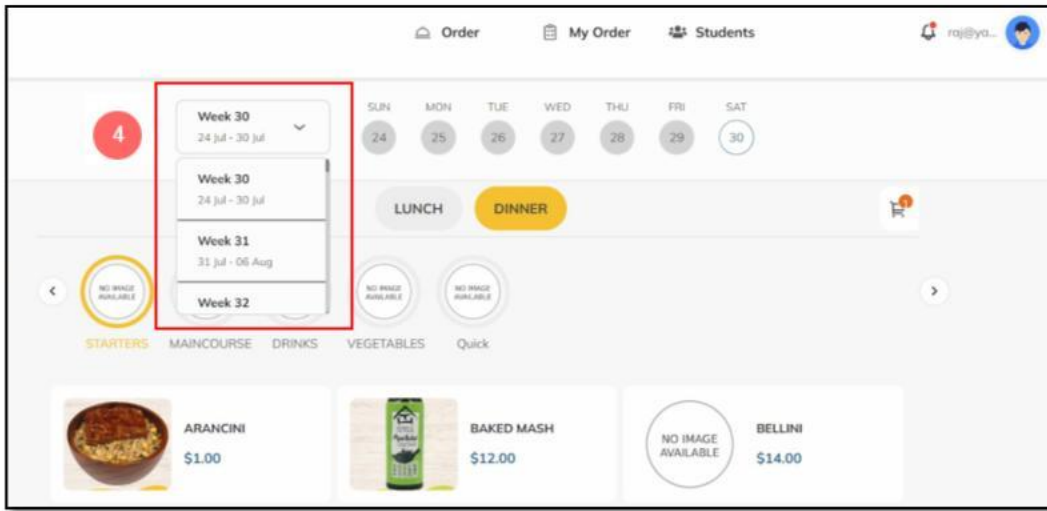 Order
My Order
Students
raj@ya...
4
Week 30
24 Jul - 30 Jul
SUN MON TUE WED THU FRI SAT
24 25 26 27 28 29 30
Week 30
24 Jul - 30 Jul
Week 31
31 Jul - 06 Aug
Week 32
LUNCH
DINNER
1
NO IMAGE
AVAILABLE
NO IMAGE
AVAILABLE
NO IMAGE
AVAILABLE
STARTERS MAINCOURSE DRINKS VEGETABLES Quick
ARANCINI
$1.00
BAKED MASH
$12.00
NO IMAGE
AVAILABLE
BELLINI
$14.00